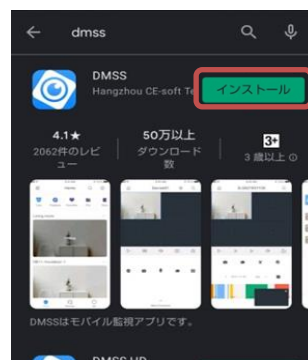 dmss
DMSS
Hangzhou CE-soft Te
インストール
4.1★
50万以上
3+
2062件のレビ
ュー
ダウンロード
数
3 歳以上
DMSSはモバイル監視アプリです。
DMSS HD